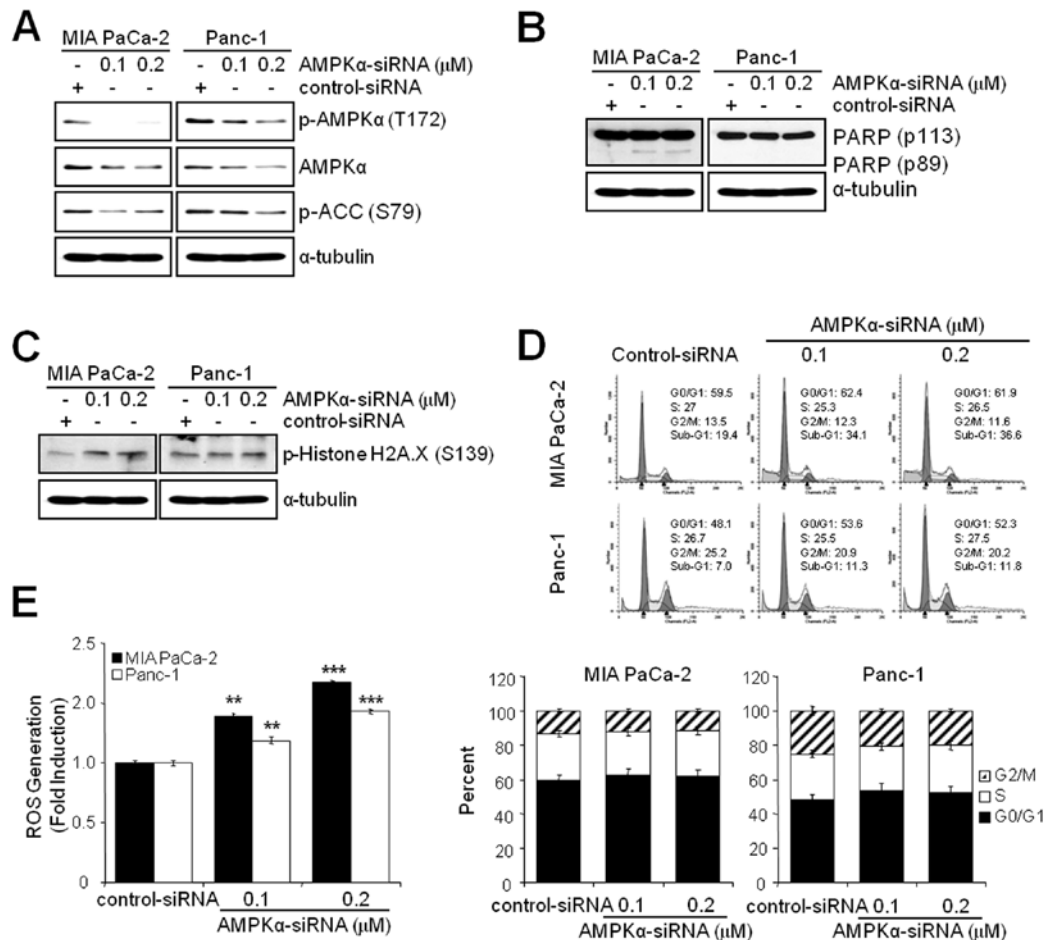 A
MIA PaCa-2 Panc-1
- 0.1 0.2 - 0.1 0.2 AMPKα-siRNA (μM)
+ - - + - - control-siRNA
p-AMPKα (T172)
AMPKα
p-ACC (S79)
α-tubulin
B
MIA PaCa-2 Panc-1
- 0.1 0.2 - 0.1 0.2 AMPKα-siRNA (μM)
+ - - + - - control-siRNA
PARP (p113)
PARP (p89)
α-tubulin
C
MIA PaCa-2 Panc-1
- 0.1 0.2 - 0.1 0.2 AMPKα-siRNA (μM)
+ - - + - - control-siRNA
p-Histone H2A.X (S139)
α-tubulin
D
AMPKα-siRNA (μM)
Control-siRNA 0.1 0.2
MIA PaCa-2
G0/G1: 59.5
S: 27
G2/M: 13.5
Sub-G1: 19.4
G0/G1: 62.4
S: 25.3
G2/M: 12.3
Sub-G1: 34.1
G0/G1: 61.9
S: 26.5
G2/M: 11.6
Sub-G1: 36.6
Panc-1
G0/G1: 48.1
S: 26.7
G2/M: 25.2
Sub-G1: 7.0
G0/G1: 53.6
S: 25.5
G2/M: 20.9
Sub-G1: 11.3
G0/G1: 52.3
S: 27.5
G2/M: 20.2
Sub-G1: 11.8
MIA PaCa-2
Percent
120
100
80
60
40
20
0
control-siRNA 0.1 0.2
AMPKα-siRNA (μM)
Panc-1
120
100
80
60
40
20
0
G2/M
S
G0/G1
control-siRNA 0.1 0.2
AMPKα-siRNA (μM)
E
ROS Generation
(Fold Induction)
2.5
2.0
1.0
0.5
0
MIA PaCa-2
Panc-1
** ** *** ***
control-siRNA 0.1 0.2
AMPKα-siRNA (μM)